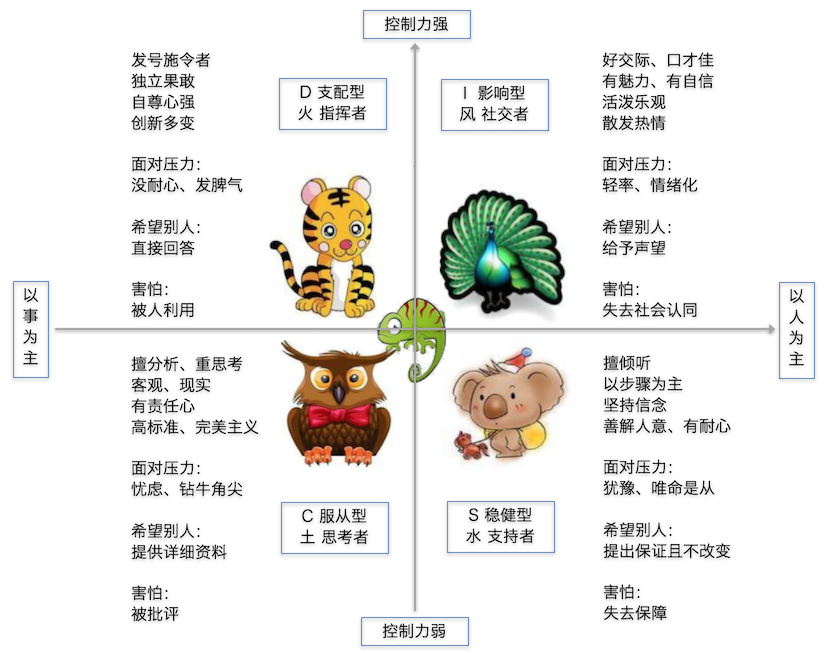 控制力强
发号施令者
独立果敢
自尊心强
创新多变
面对压力：
没耐心、发脾气
希望别人：
直接回答
害怕：
被人利用
D 支配型
火 指挥者
I 影响型
风 社交者
好交际、口才佳
有魅力、有自信
活泼乐观
散发热情
面对压力：
轻率、情绪化
希望别人：
给予声望
害怕：
失去社会认同
以事为主
以人为主
擅分析、重思考
客观、现实
有责任心
高标准、完美主义
面对压力：
忧虑、钻牛角尖
希望别人：
提供详细资料
害怕：
被批评
C 服从型
土 思考者
S 稳健型
水 支持者
擅倾听
以步骤为主
坚持信念
善解人意、有耐心
面对压力：
犹豫、唯命是从
希望别人：
提出保证且不改变
害怕：
失去保障
控制力弱